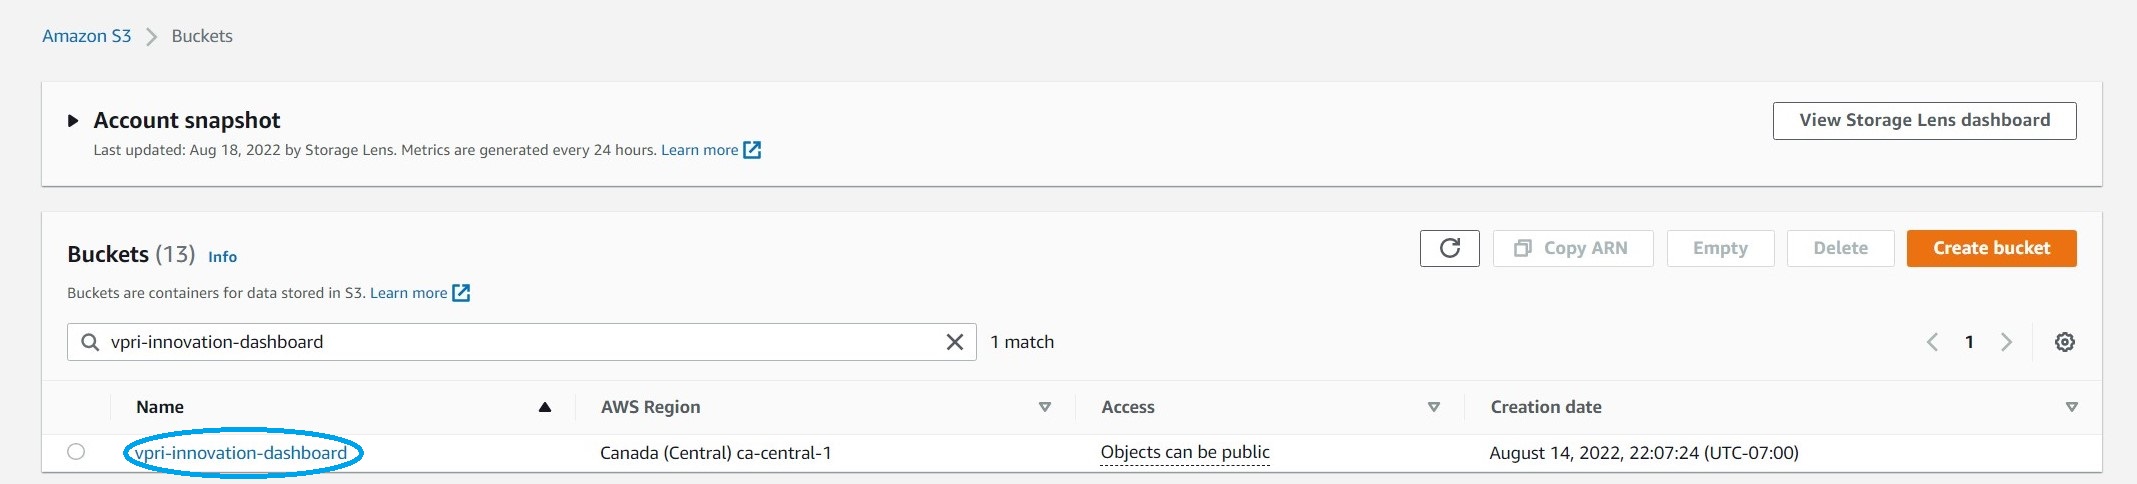 Amazon S3 > Buckets
Account snapshot
View Storage Lens dashboard
Last updated: Aug 18, 2022 by Storage Lens. Metrics are generated every 24 hours. Learn more
Buckets (13) Info
Copy ARN Empty Delete Create bucket
Buckets are containers for data stored in S3. Learn more
vpri-innovation-dashboard 1 match 1
Name AWS Region Access Creation date
vpri-innovation-dashboard Canada (Central) ca-central-1 Objects can be public August 14, 2022, 22:07:24 (UTC-07:00)